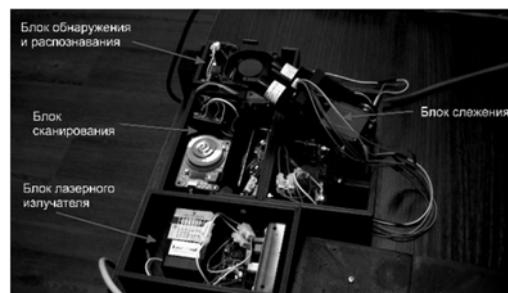 Блок обнаружения
и распознавания
Блок слежения
Блок
сканирования
Блок лазерного
излучателя